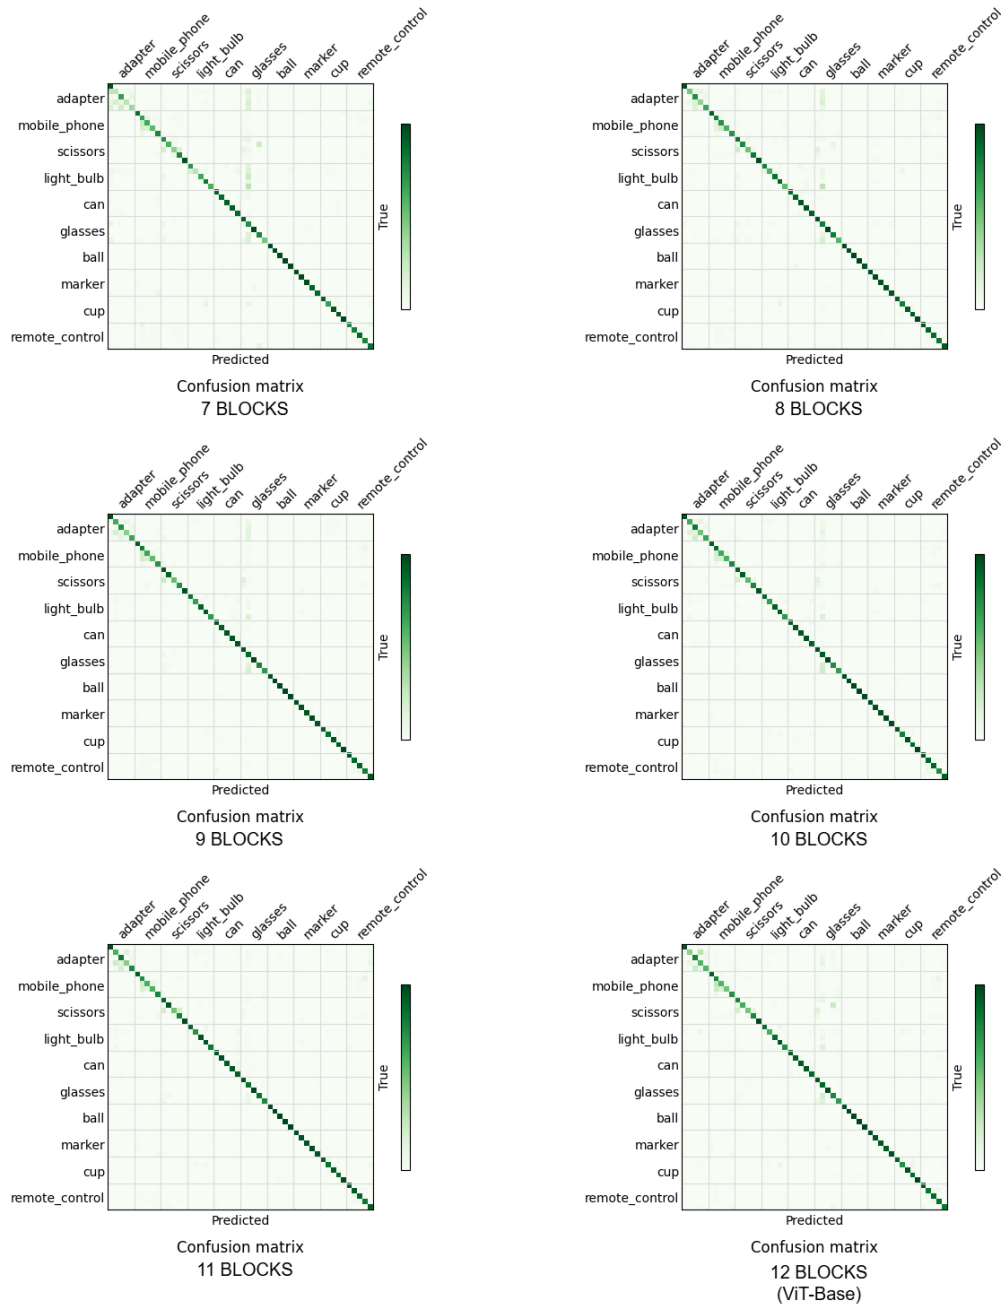 adapter
mobile_phone
scissors
light_bulb
can
glasses
ball
marker
cup
remote_control
adapter
mobile_phone
scissors
light_bulb
can
glasses
ball
marker
cup
remote_control
True
Predicted
Confusion matrix
7 BLOCKS
adapter
mobile_phone
scissors
light_bulb
can
glasses
ball
marker
cup
remote_control
adapter
mobile_phone
scissors
light_bulb
can
glasses
ball
marker
cup
remote_control
True
Predicted
Confusion matrix
8 BLOCKS
adapter
mobile_phone
scissors
light_bulb
can
glasses
ball
marker
cup
remote_control
adapter
mobile_phone
scissors
light_bulb
can
glasses
ball
marker
cup
remote_control
True
Predicted
Confusion matrix
9 BLOCKS
adapter
mobile_phone
scissors
light_bulb
can
glasses
ball
marker
cup
remote_control
adapter
mobile_phone
scissors
light_bulb
can
glasses
ball
marker
cup
remote_control
True
Predicted
Confusion matrix
10 BLOCKS
adapter
mobile_phone
scissors
light_bulb
can
glasses
ball
marker
cup
remote_control
adapter
mobile_phone
scissors
light_bulb
can
glasses
ball
marker
cup
remote_control
True
Predicted
Confusion matrix
11 BLOCKS
adapter
mobile_phone
scissors
light_bulb
can
glasses
ball
marker
cup
remote_control
adapter
mobile_phone
scissors
light_bulb
can
glasses
ball
marker
cup
remote_control
True
Predicted
Confusion matrix
12 BLOCKS
(ViT-Base)